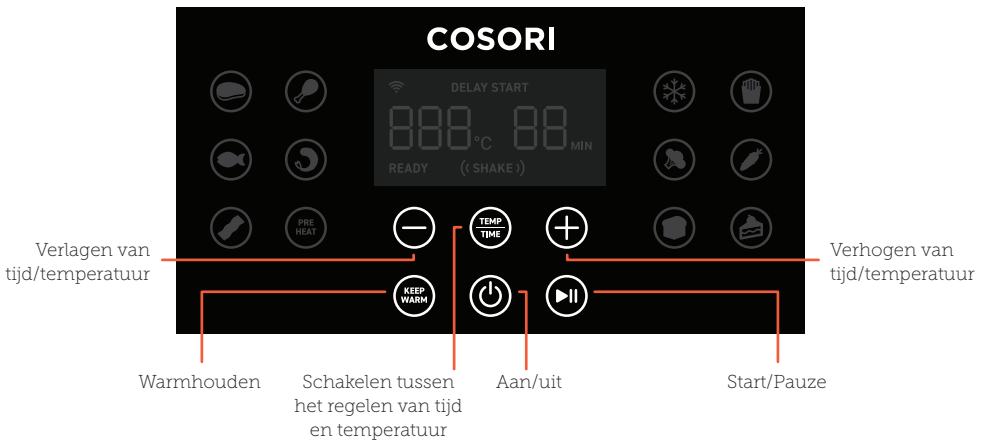 COSORI
DELAY START
888 °C 88 MIN
READY ((SHAKE))
PRE
HEAT
TEMP
TIME
Verlagen van
tijd/temperatuur
Verhogen van
tijd/temperatuur
KEEP
WARM
Warmhouden
Schakelen tussen
het regelen van tijd
en temperatuur
Aan/uit
Start/Pauze